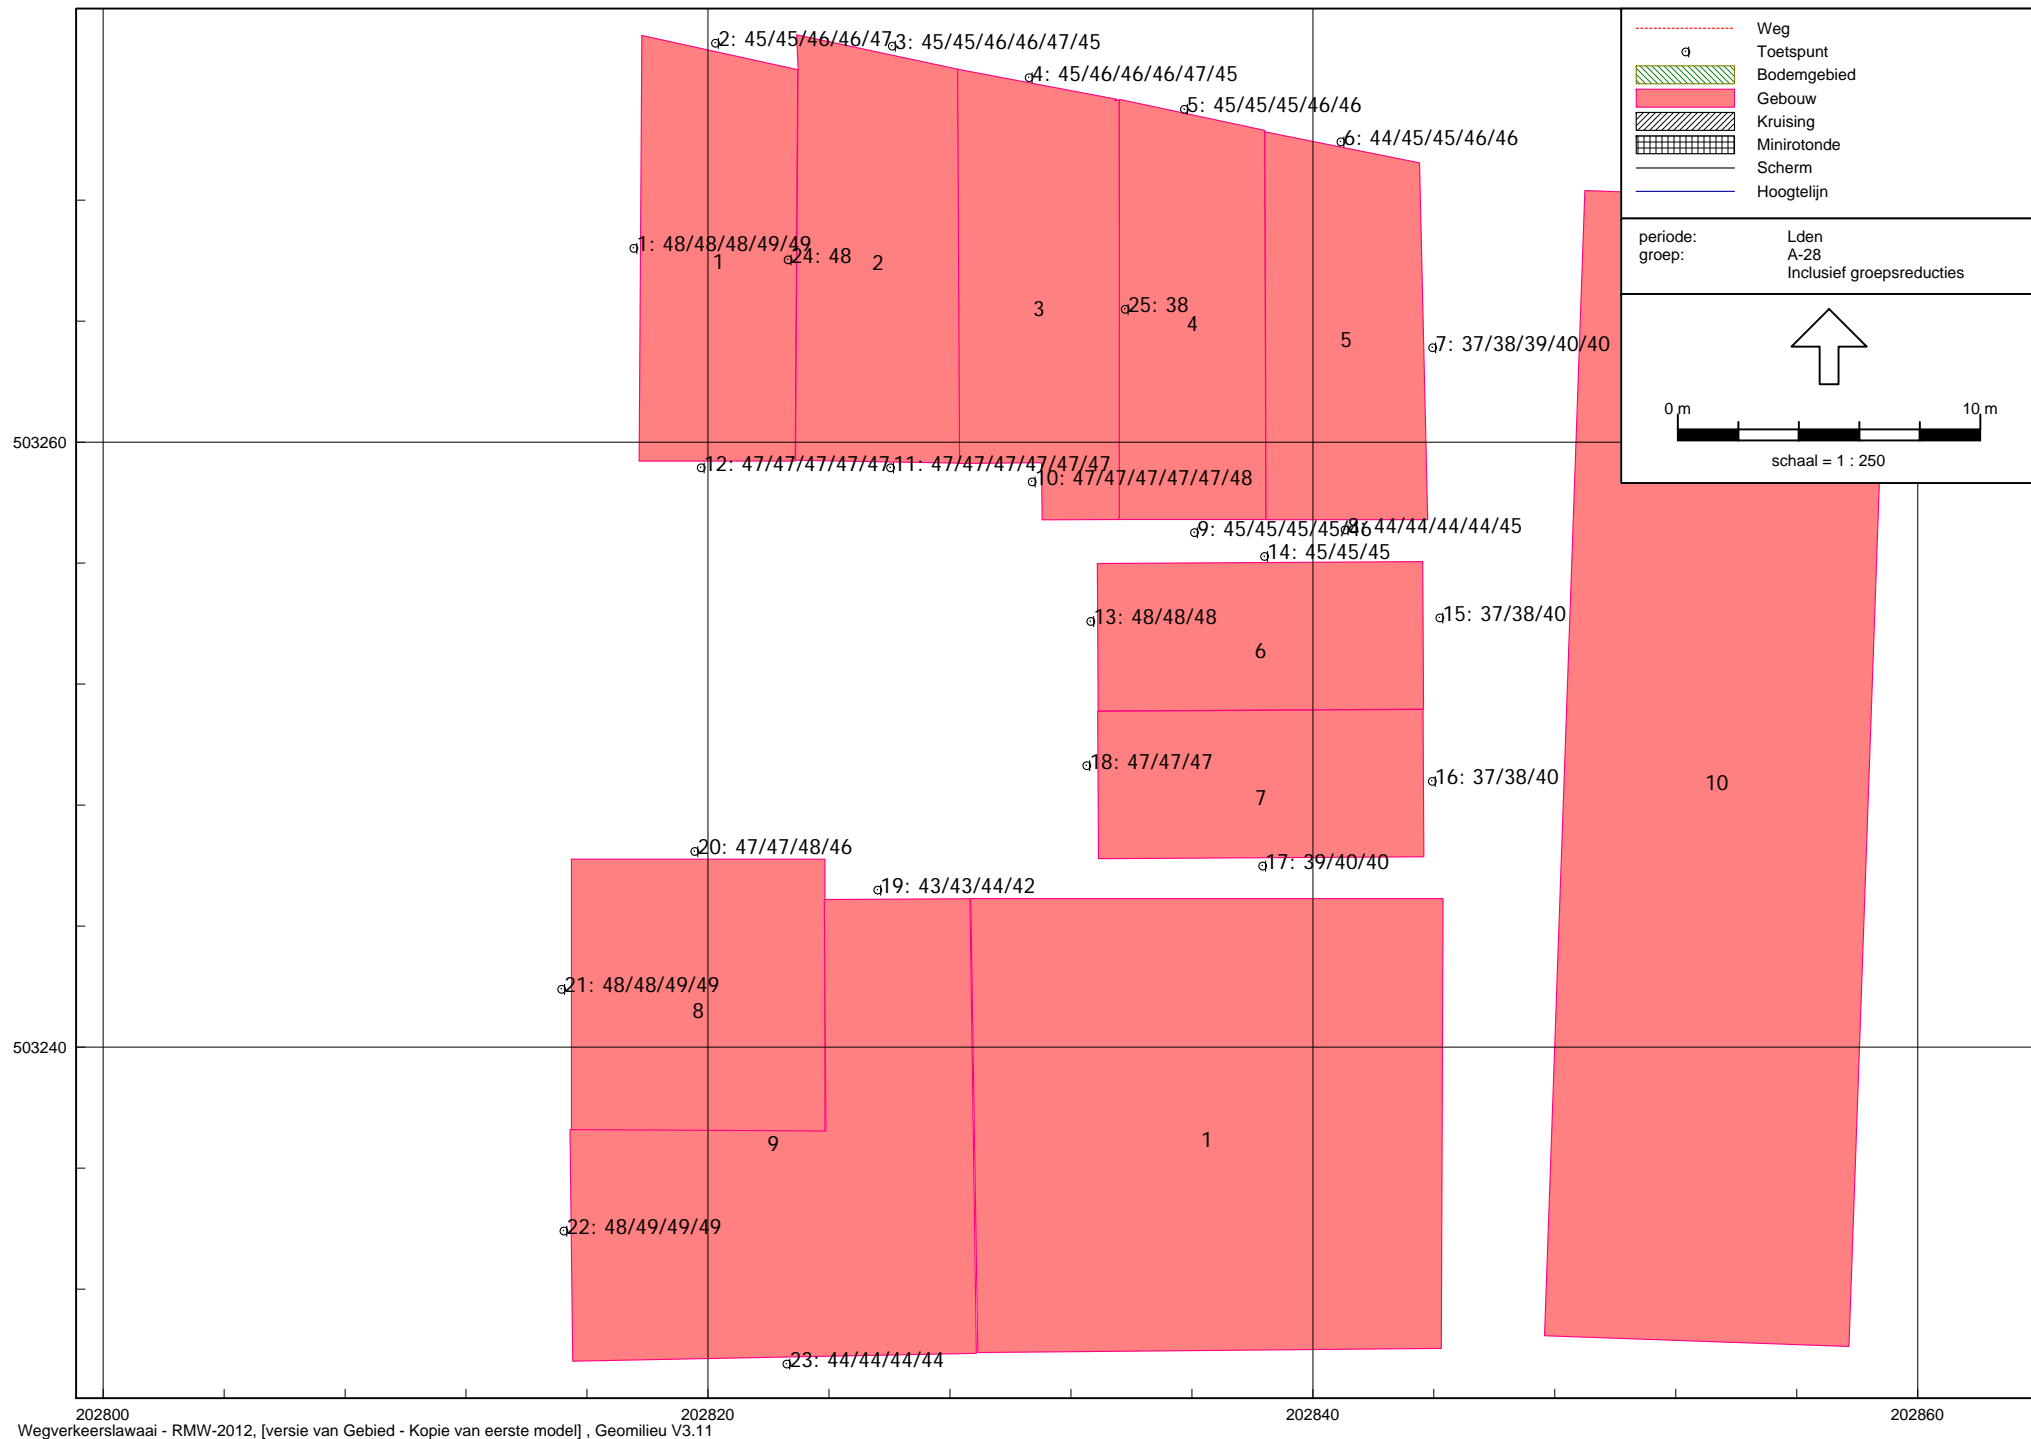 2: 45/45/46/46/47
3: 45/45/46/46/47/45
4: 45/46/46/46/47/45
5: 45/45/45/46/46
6: 44/45/45/46/46
1: 48/48/48/49/49
24: 48
1
2
3
25: 38
4
5
7: 37/38/39/40/40
Weg
Toetspunt
Bodemgebied
Gebouw
Kruising
Minirotonde
Scherm
Hoogtelijn
periode: Lden
groep: A-28
Inclusief groepsreducties
0 m 10 m
schaal = 1 : 250
503260
12: 47/47/47/47/47
11: 47/47/47/47/47/47
10: 47/47/47/47/47/48
9: 45/45/45/45/46
8: 44/44/44/44/45
14: 45/45/45
13: 48/48/48
15: 37/38/40
6
18: 47/47/47
16: 37/38/40
7
10
20: 47/47/48/46
17: 39/40/40
19: 43/43/44/42
21: 48/48/49/49
8
503240
9
1
22: 48/49/49/49
23: 44/44/44/44
202800 202820 202840 202860
Wegverkeerslawaai - RMW-2012, [versie van Gebied - Kopie van eerste model] , Geomilieu V3.11